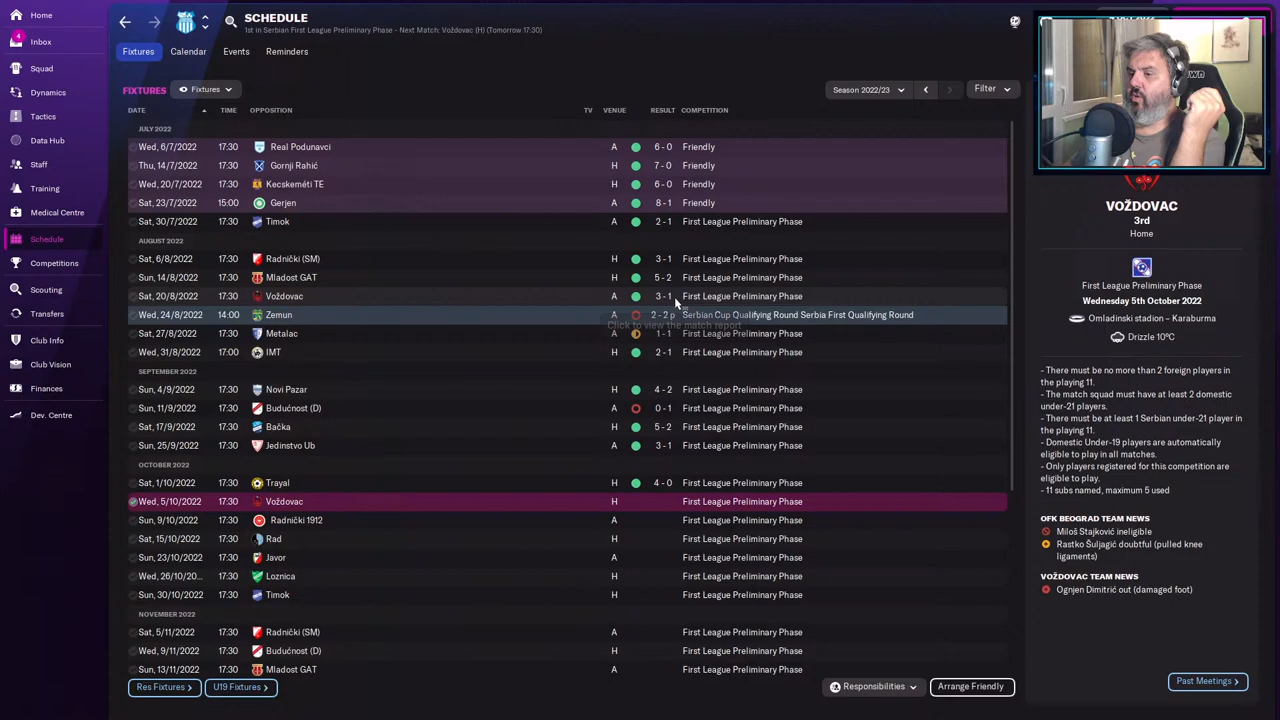 Home
SCHEDULE
1st in Serbian First League Preliminary Phase - Next Match: Voždovac (H) (Tomorrow 17:30)
4
Inbox
Fixtures Calendar Events Reminders
Squad
Dynamics
FIXTURES Fixtures Season 2022/23 Filter
Tactics
DATE TIME OPPOSITION TV VENUE RESULT COMPETITION
JULY 2022
Data Hub
Wed, 6/7/2022 17:30 Real Podunavci A 6 - 0 Friendly
Staff
Thu, 14/7/2022 17:30 Gornji Rahić H 7 - 0 Friendly
Training
Wed, 20/7/2022 17:30 Kecskeméti TE H 6 - 0 Friendly
Sat, 23/7/2022 15:00 Gerjen A 8 - 1 Friendly
Medical Centre
Sat, 30/7/2022 17:30 Timok A 2 - 1 First League Preliminary Phase
Schedule
AUGUST 2022
Sat, 6/8/2022 17:30 Radnički (SM) H 3 - 1 First League Preliminary Phase
Competitions
Sun, 14/8/2022 17:30 Mladost GAT H 5 - 2 First League Preliminary Phase
Scouting
Sat, 20/8/2022 17:30 Voždovac A 3 - 1 First League Preliminary Phase
Transfers
Wed, 24/8/2022 14:00 Zemun A 2 - 2 p Serbian Cup Qualifying Round Serbia First Qualifying Round
Click to view the match report
Sat, 27/8/2022 17:30 Metalac A 1 - 1 First League Preliminary Phase
Club Info
Wed, 31/8/2022 17:00 IMT H 2 - 1 First League Preliminary Phase
Club Vision
SEPTEMBER 2022
Finances
Sun, 4/9/2022 17:30 Novi Pazar H 4 - 2 First League Preliminary Phase
Dev. Centre
Sun, 11/9/2022 17:30 Budućnost (D) A 0 - 1 First League Preliminary Phase
Sat, 17/9/2022 17:30 Bačka H 5 - 2 First League Preliminary Phase
Sun, 25/9/2022 17:30 Jedinstvo Ub A 3 - 1 First League Preliminary Phase
OCTOBER 2022
Sat, 1/10/2022 17:30 Trayal H 4 - 0 First League Preliminary Phase
Wed, 5/10/2022 17:30 Voždovac H First League Preliminary Phase
Sun, 9/10/2022 17:30 Radnički 1912 A First League Preliminary Phase
Sat, 15/10/2022 17:30 Rad H First League Preliminary Phase
Sun, 23/10/2022 17:30 Javor A First League Preliminary Phase
Wed, 26/10/20... 17:30 Loznica H First League Preliminary Phase
Sun, 30/10/2022 17:30 Timok H First League Preliminary Phase
NOVEMBER 2022
Sat, 5/11/2022 17:30 Radnički (SM) A First League Preliminary Phase
Wed, 9/11/2022 17:30 Budućnost (D) H First League Preliminary Phase
Sun, 13/11/2022 17:30 Mladost GAT A First League Preliminary Phase
Res Fixtures U19 Fixtures Responsibilities Arrange Friendly
VOŽDOVAC
3rd
Home
First League Preliminary Phase
Wednesday 5th October 2022
Omladinski stadion – Karaburma
Drizzle 10ºC
- There must be no more than 2 foreign players in
the playing 11.
- The match squad must have at least 2 domestic
under-21 players.
- There must be at least 1 Serbian under-21 player in
the playing 11.
- Domestic Under-19 players are automatically
eligible to play in all matches.
- Only players registered for this competition are
eligible to play.
- 11 subs named, maximum 5 used
OFK BEOGRAD TEAM NEWS
Miloš Stajković ineligible
Rastko Šuljagić doubtful (pulled knee
ligaments)
VOŽDOVAC TEAM NEWS
Ognjen Dimitrić out (damaged foot)
Past Meetings